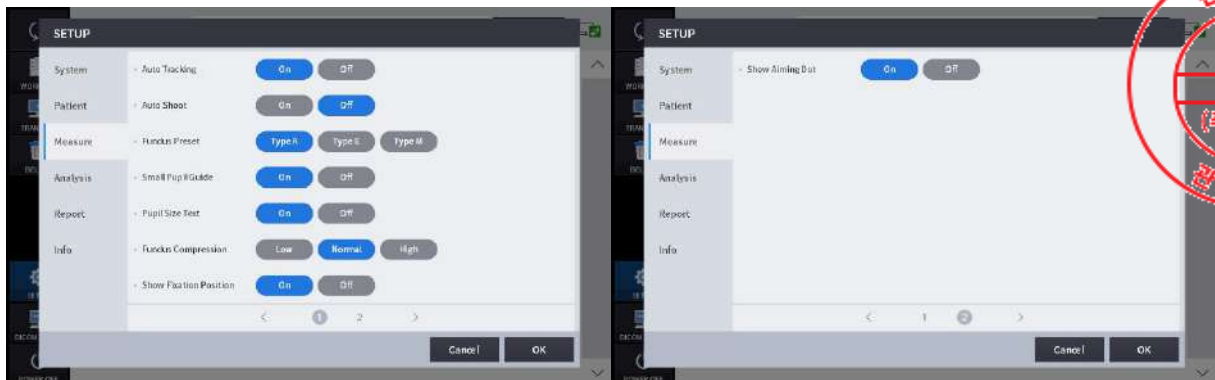 SETUP
System
Patient
Measure
Analysis
Report
Info
- Auto Tracking On Off
- Auto Shoot On Off
- Fundus Preset Type R Type M
- Small Pupil Guide On Off
- Pupil Size Text On Off
- Fundus Compression Low Normal High
- Show Fixation Position On Off
< 1 2 >
Cancel OK
SETUP
System
Patient
Measure
Analysis
Report
Info
- Show Aiming Dot On Off
< 1 2 >
Cancel OK